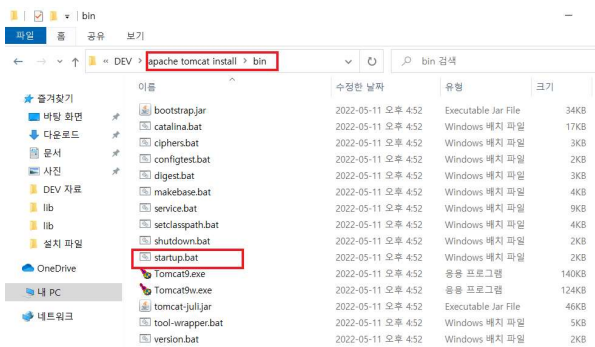 bin
파일 홈 공유 보기
« DEV > apache tomcat install > bin bin 검색
이름 수정한 날짜 유형 크기
즐겨찾기
바탕 화면
다운로드
문서
사진
DEV 자료
lib
lib
설치 파일
OneDrive
내 PC
네트워크
bootstrap.jar 2022-05-11 오후 4:52 Executable Jar File 34KB
catalina.bat 2022-05-11 오후 4:52 Windows 배치 파일 17KB
ciphers.bat 2022-05-11 오후 4:52 Windows 배치 파일 3KB
configtest.bat 2022-05-11 오후 4:52 Windows 배치 파일 2KB
digest.bat 2022-05-11 오후 4:52 Windows 배치 파일 3KB
makebase.bat 2022-05-11 오후 4:52 Windows 배치 파일 4KB
service.bat 2022-05-11 오후 4:52 Windows 배치 파일 9KB
setclasspath.bat 2022-05-11 오후 4:52 Windows 배치 파일 4KB
shutdown.bat 2022-05-11 오후 4:52 Windows 배치 파일 2KB
startup.bat 2022-05-11 오후 4:52 Windows 배치 파일 2KB
Tomcat9.exe 2022-05-11 오후 4:52 응용 프로그램 140KB
Tomcat9w.exe 2022-05-11 오후 4:52 응용 프로그램 124KB
tomcat-juli.jar 2022-05-11 오후 4:52 Executable Jar File 46KB
tool-wrapper.bat 2022-05-11 오후 4:52 Windows 배치 파일 5KB
version.bat 2022-05-11 오후 4:52 Windows 배치 파일 2KB